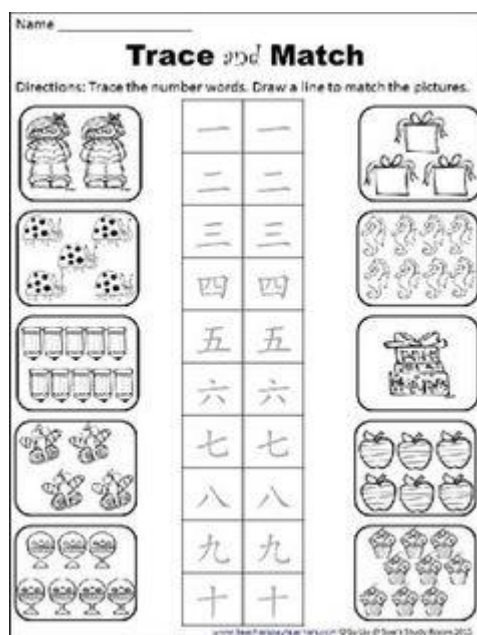 Name
Trace and Match
Directions: Trace the number words. Draw a line to match the pictures.
一 一
二 二
三 三
四 四
五 五
六 六
七 七
八 八
九 九
十 十